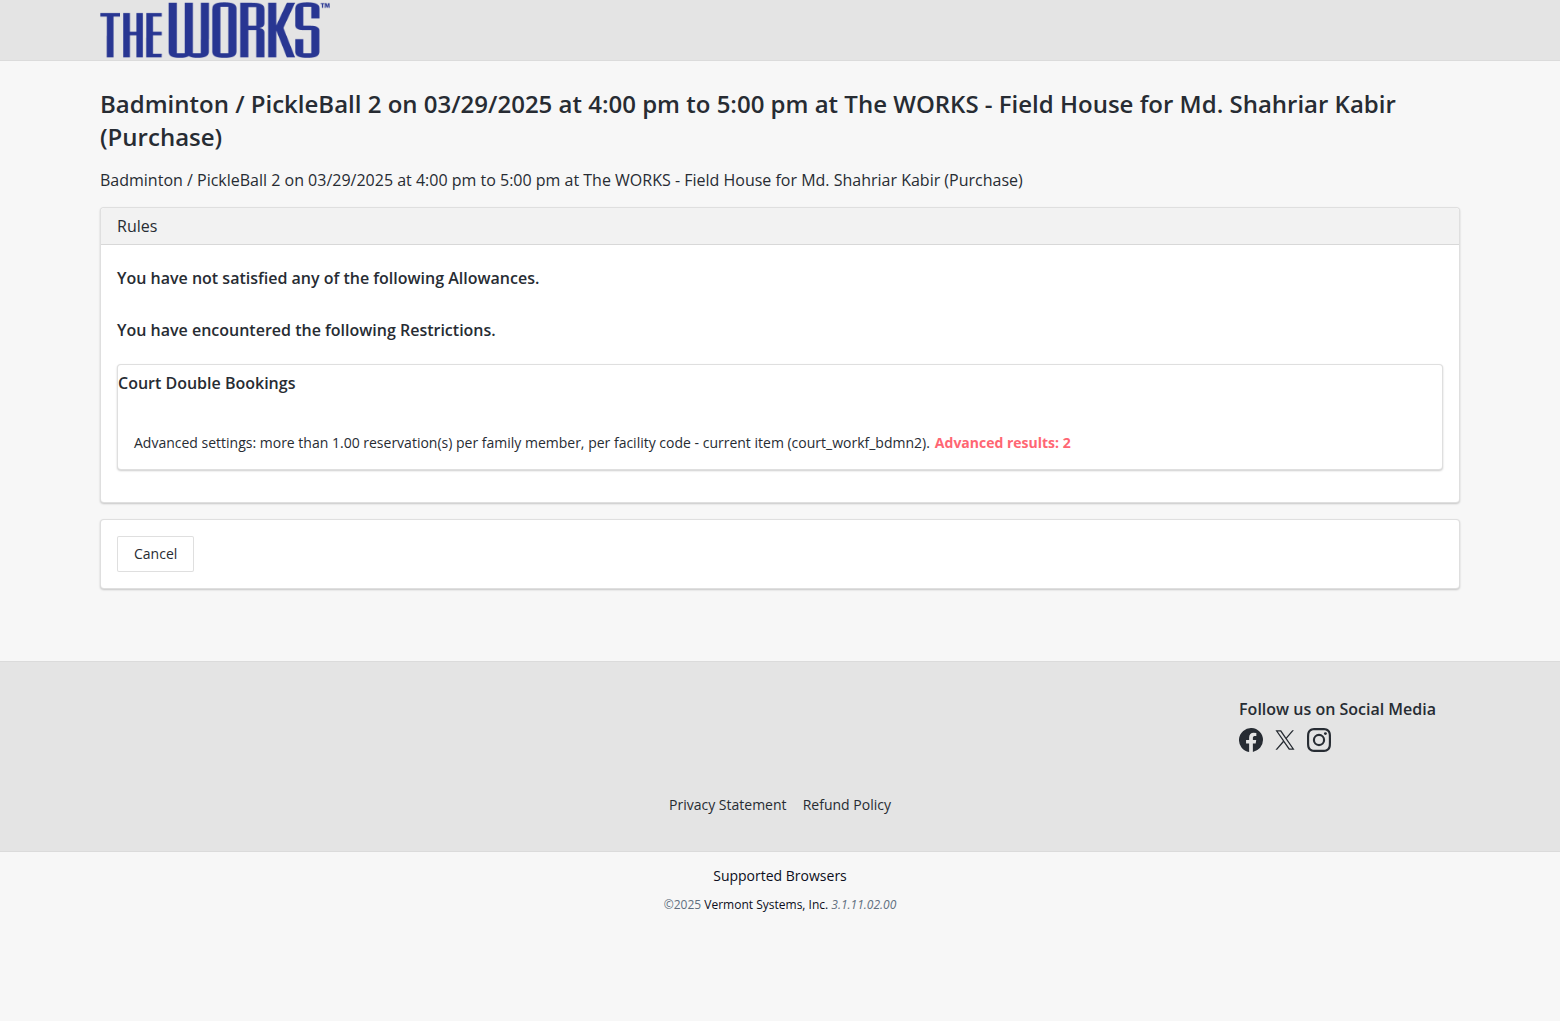 THE WORKS™
Badminton / PickleBall 2 on 03/29/2025 at 4:00 pm to 5:00 pm at The WORKS - Field House for Md. Shahriar Kabir
(Purchase)
Badminton / PickleBall 2 on 03/29/2025 at 4:00 pm to 5:00 pm at The WORKS - Field House for Md. Shahriar Kabir (Purchase)
Rules
You have not satisfied any of the following Allowances.
You have encountered the following Restrictions.
Court Double Bookings
Advanced settings: more than 1.00 reservation(s) per family member, per facility code - current item (court_workf_bdmn2). Advanced results: 2
Cancel
Follow us on Social Media
Privacy Statement Refund Policy
Supported Browsers
©2025 Vermont Systems, Inc. 3.1.11.02.00